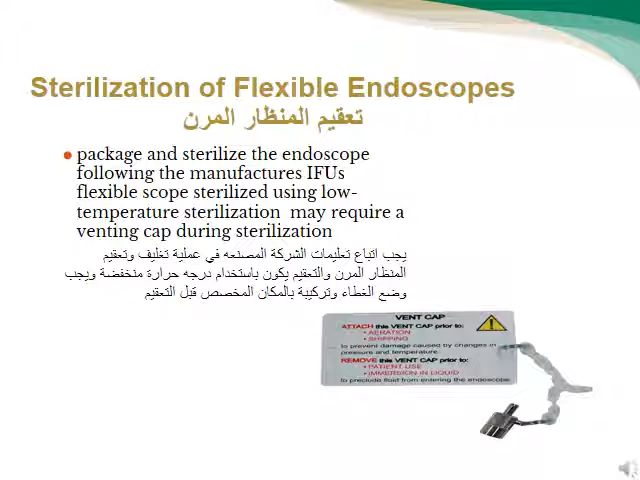 Sterilization of Flexible Endoscopes
تعقيم المنظار المرن
package and sterilize the endoscope
following the manufactures IFUs
flexible scope sterilized using low-
temperature sterilization may require a
venting cap during sterilization
يجب اتباع تعليمات الشركة المصنعه في عملية تغليف وتعقيم
المنظار المرن والتعقيم يكون باستخدام درجه حرارة منخفضة ويجب
وضع الغطاء وتركيبة بالمكان المخصص قبل التعقيم
VENT CAP
ATTACH this VENT CAP prior to:
• AERATION
• SHIPPING
to prevent damage caused by changes in
pressure and temperature.
REMOVE this VENT CAP prior to:
• PATIENT USE
• IMMERSION IN LIQUID
to preclude fluid from entering the endoscope